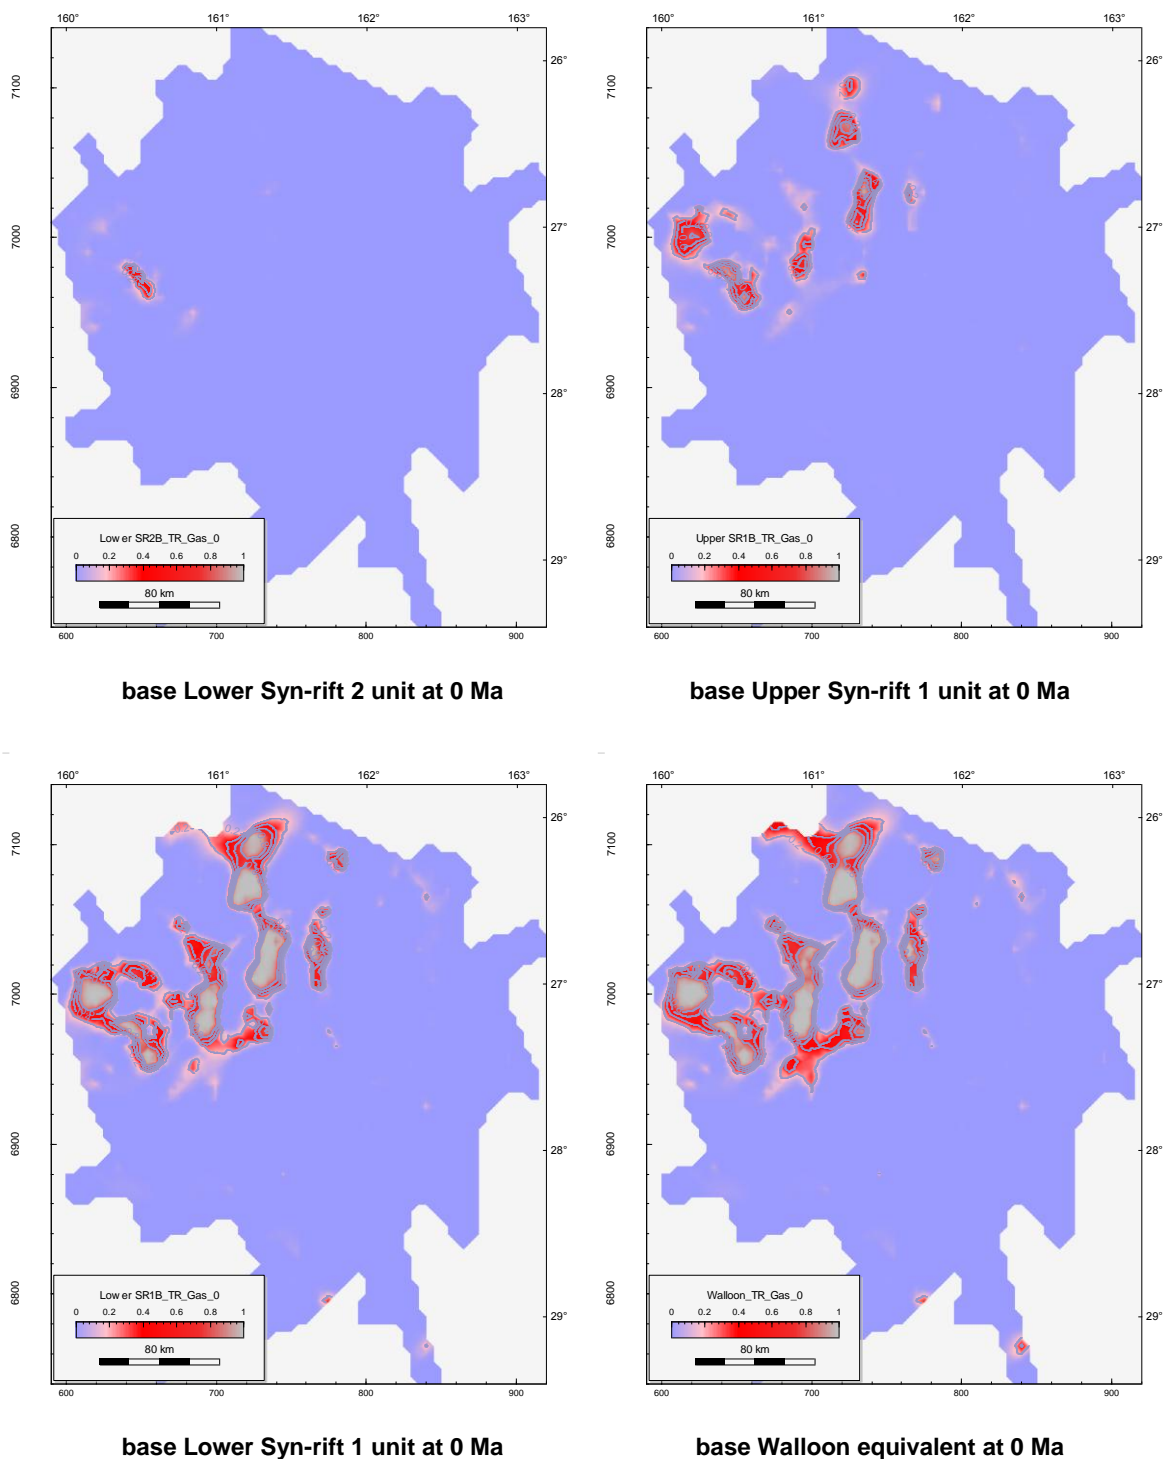 160° 161° 162° 163°
26°
7100
27°
7000
6900
28°
6800
29°
Lower SR2B_TR_Gas_0
0 0.2 0.4 0.6 0.8 1
80 km
600 700 800 900
160° 161° 162° 163°
26°
7100
27°
7000
6900
28°
6800
29°
Upper SR1B_TR_Gas_0
0 0.2 0.4 0.6 0.8 1
80 km
600 700 800 900
base Lower Syn-rift 2 unit at 0 Ma
base Upper Syn-rift 1 unit at 0 Ma
160° 161° 162° 163°
26°
7100
27°
7000
6900
28°
6800
29°
Lower SR1B_TR_Gas_0
0 0.2 0.4 0.6 0.8 1
80 km
600 700 800 900
160° 161° 162° 163°
26°
7100
27°
7000
6900
28°
6800
29°
Walloon_TR_Gas_0
0 0.2 0.4 0.6 0.8 1
80 km
600 700 800 900
base Lower Syn-rift 1 unit at 0 Ma
base Walloon equivalent at 0 Ma